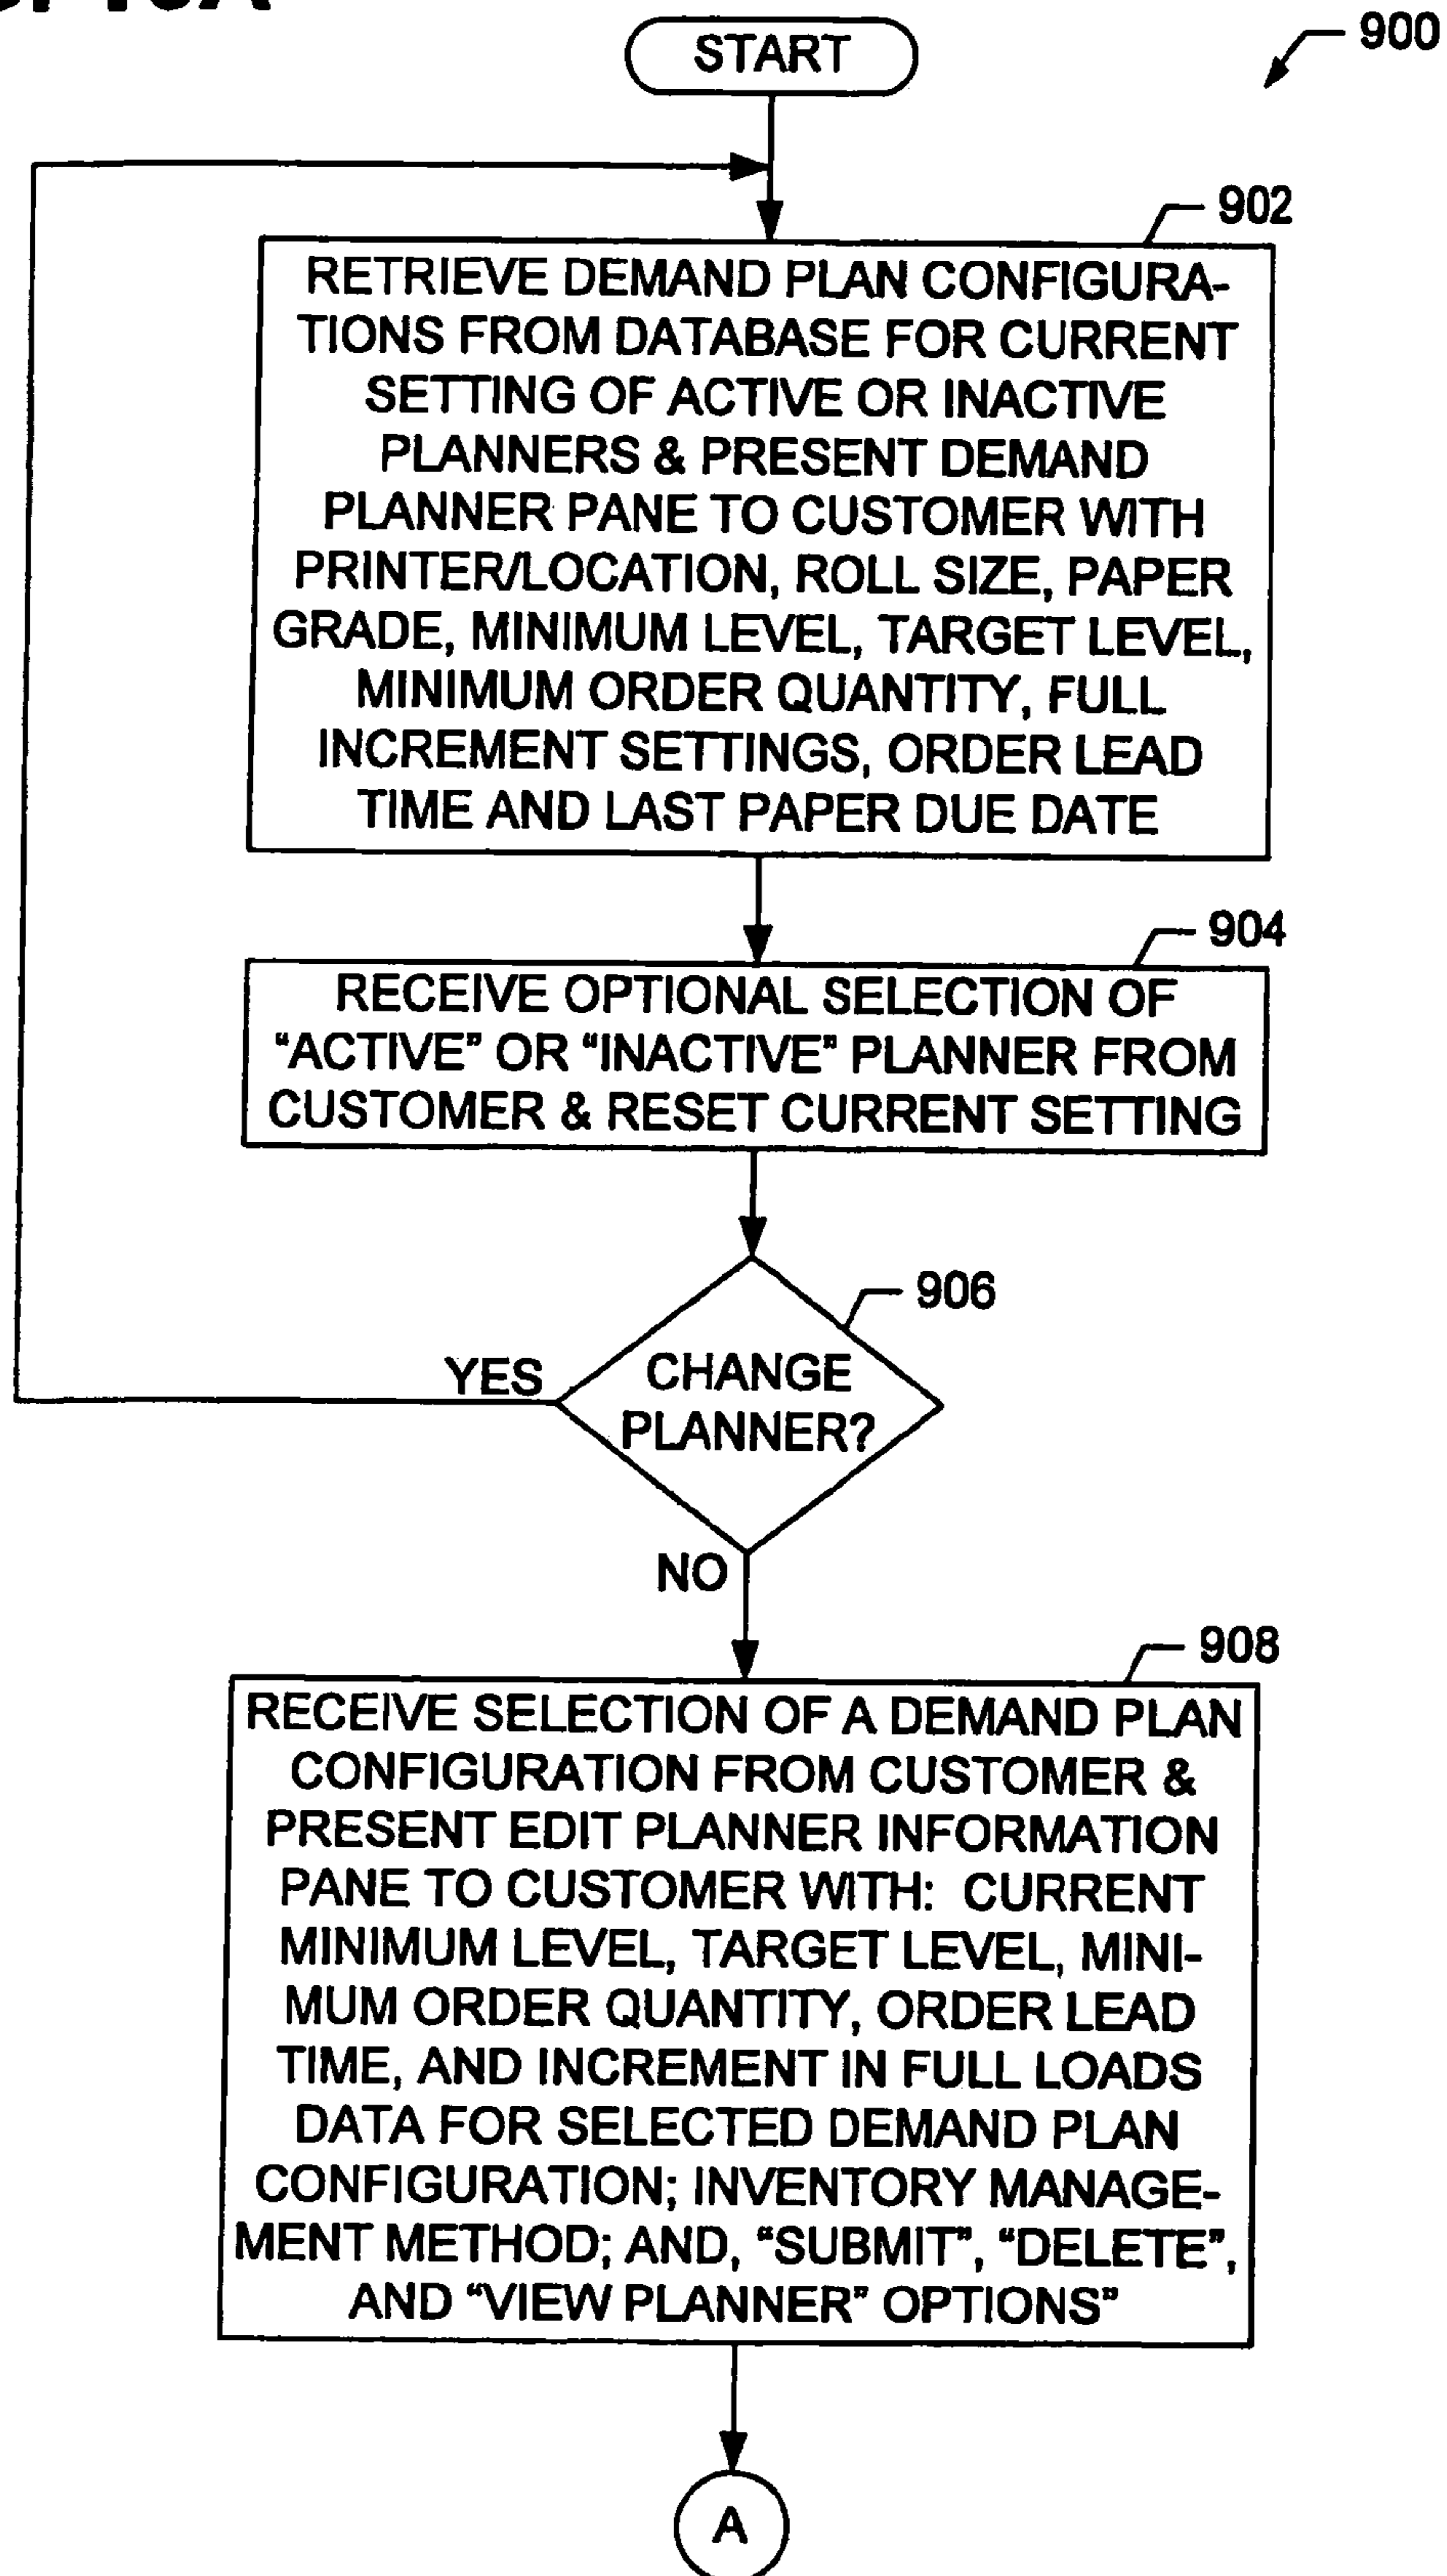 START
900
902
RETRIEVE DEMAND PLAN CONFIGURA-
TIONS FROM DATABASE FOR CURRENT
SETTING OF ACTIVE OR INACTIVE
PLANNERS & PRESENT DEMAND
PLANNER PANE TO CUSTOMER WITH
PRINTER/LOCATION, ROLL SIZE, PAPER
GRADE, MINIMUM LEVEL, TARGET LEVEL,
MINIMUM ORDER QUANTITY, FULL
INCREMENT SETTINGS, ORDER LEAD
TIME AND LAST PAPER DUE DATE
904
RECEIVE OPTIONAL SELECTION OF
“ACTIVE” OR “INACTIVE” PLANNER FROM
CUSTOMER & RESET CURRENT SETTING
906
YES
CHANGE
PLANNER?
NO
908
RECEIVE SELECTION OF A DEMAND PLAN
CONFIGURATION FROM CUSTOMER &
PRESENT EDIT PLANNER INFORMATION
PANE TO CUSTOMER WITH: CURRENT
MINIMUM LEVEL, TARGET LEVEL, MINI-
MUM ORDER QUANTITY, ORDER LEAD
TIME, AND INCREMENT IN FULL LOADS
DATA FOR SELECTED DEMAND PLAN
CONFIGURATION; INVENTORY MANAGE-
MENT METHOD; AND, “SUBMIT”, “DELETE”,
AND “VIEW PLANNER” OPTIONS”
A